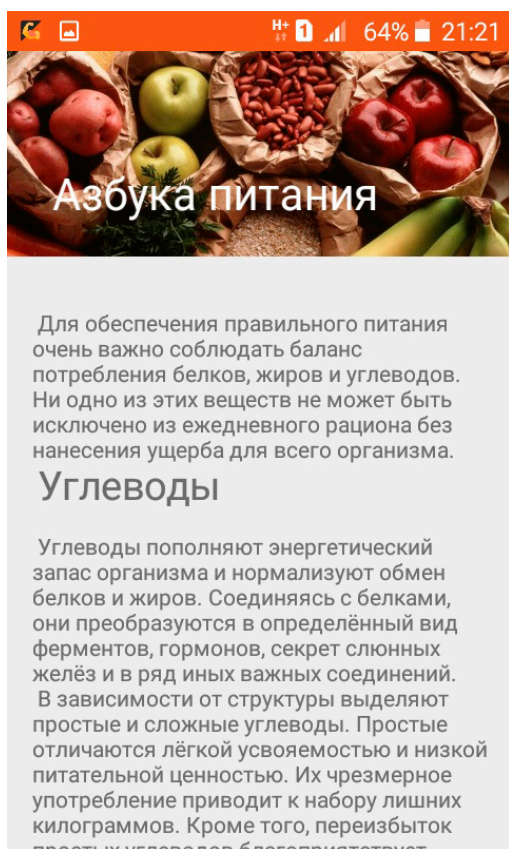 H+ 1 64% 21:21
Азбука питания
Для обеспечения правильного питания
очень важно соблюдать баланс
потребления белков, жиров и углеводов.
Ни одно из этих веществ не может быть
исключено из ежедневного рациона без
нанесения ущерба для всего организма.
Углеводы
Углеводы пополняют энергетический
запас организма и нормализуют обмен
белков и жиров. Соединяясь с белками,
они преобразуются в определённый вид
ферментов, гормонов, секрет слюнных
желёз и в ряд иных важных соединений.
В зависимости от структуры выделяют
простые и сложные углеводы. Простые
отличаются лёгкой усвояемостью и низкой
питательной ценностью. Их чрезмерное
употребление приводит к набору лишних
килограммов. Кроме того, переизбыток
простых углеводов благоприятствует